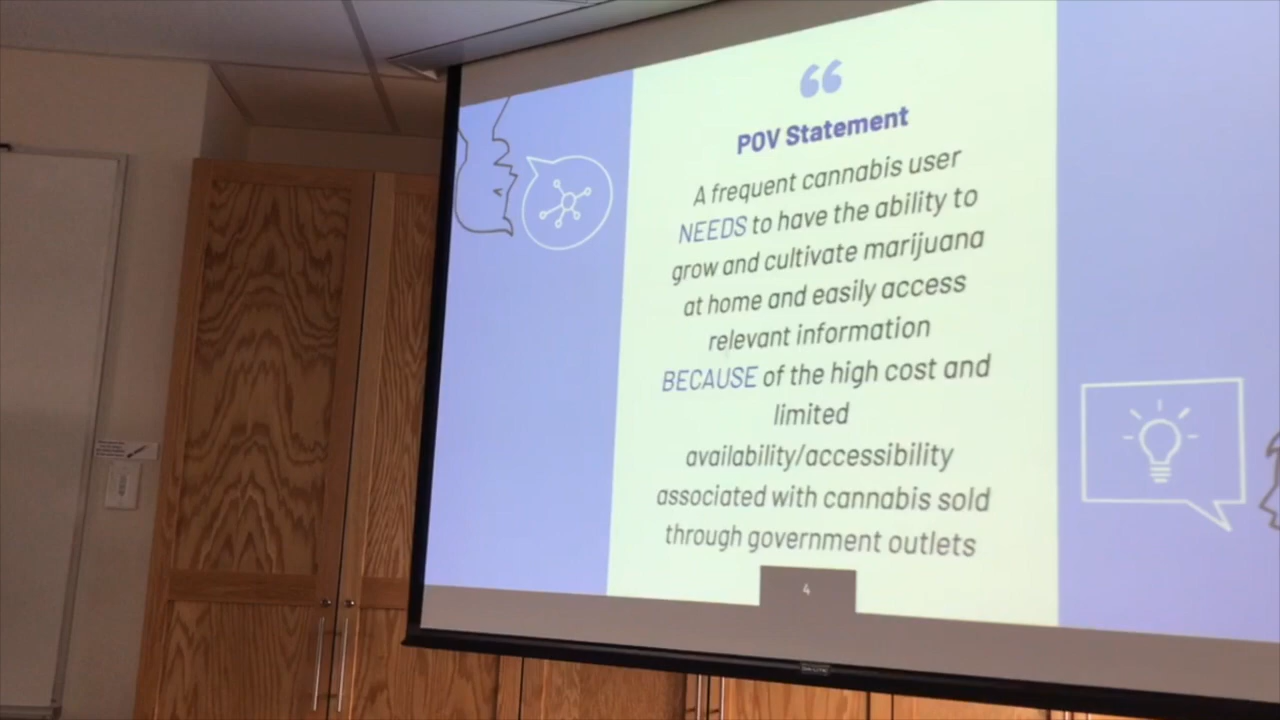 “
POV Statement
A frequent cannabis user
NEEDS to have the ability to
grow and cultivate marijuana
at home and easily access
relevant information
BECAUSE of the high cost and
limited
availability/accessibility
associated with cannabis sold
through government outlets
4